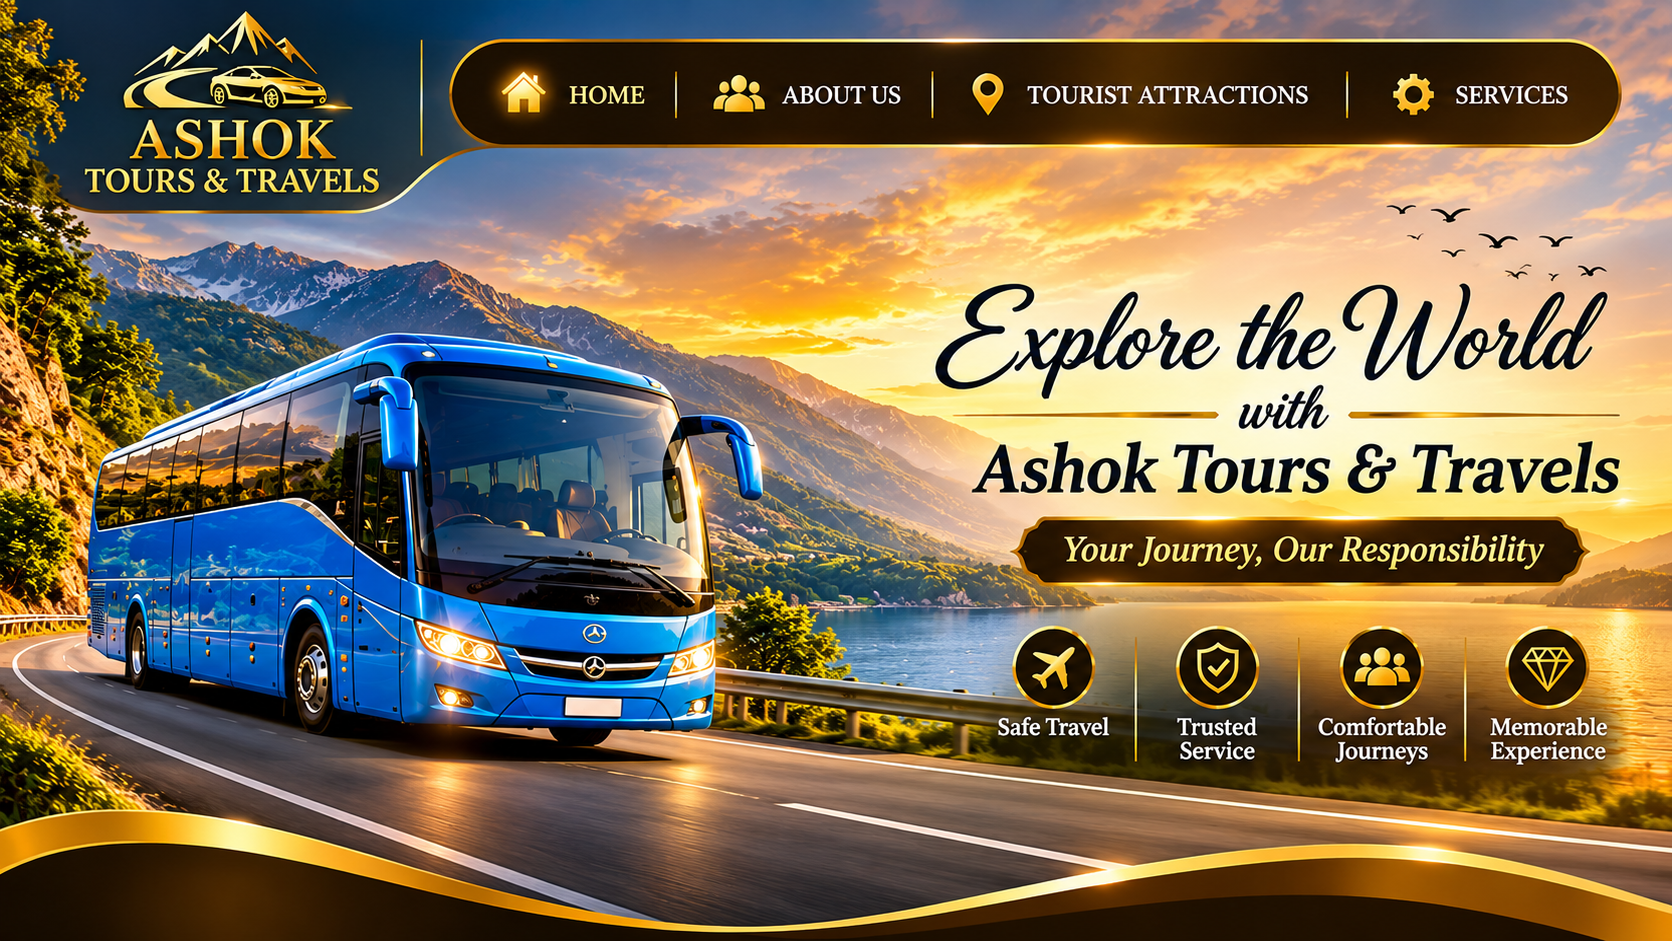 ASHOK
TOURS & TRAVELS
HOME
ABOUT US
TOURIST ATTRACTIONS
SERVICES
Explore the World
with
Ashok Tours & Travels
Your Journey, Our Responsibility
Safe Travel
Trusted
Service
Comfortable
Journeys
Memorable
Experience